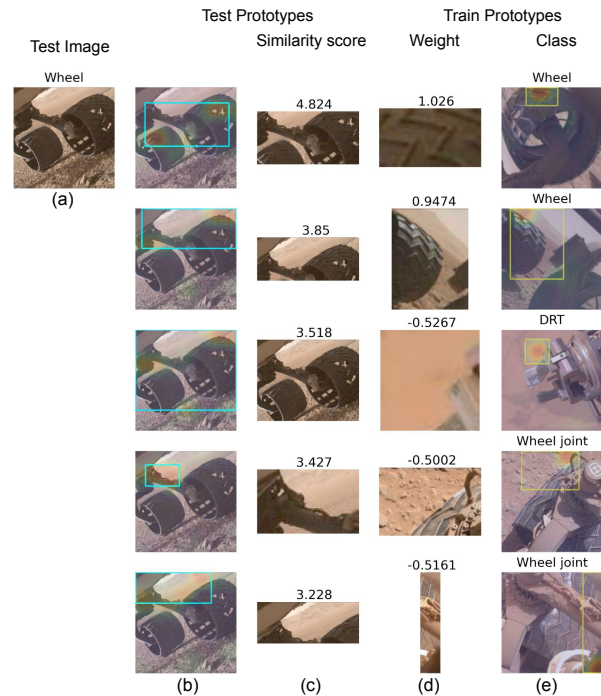 Test Prototypes Train Prototypes
Test Image Similarity score Weight Class
Wheel 4.824 1.026 Wheel
(a)
3.85 0.9474 Wheel
3.518 -0.5267 DRT
3.427 -0.5002 Wheel joint
3.228 -0.5161 Wheel joint
(b) (c) (d) (e)